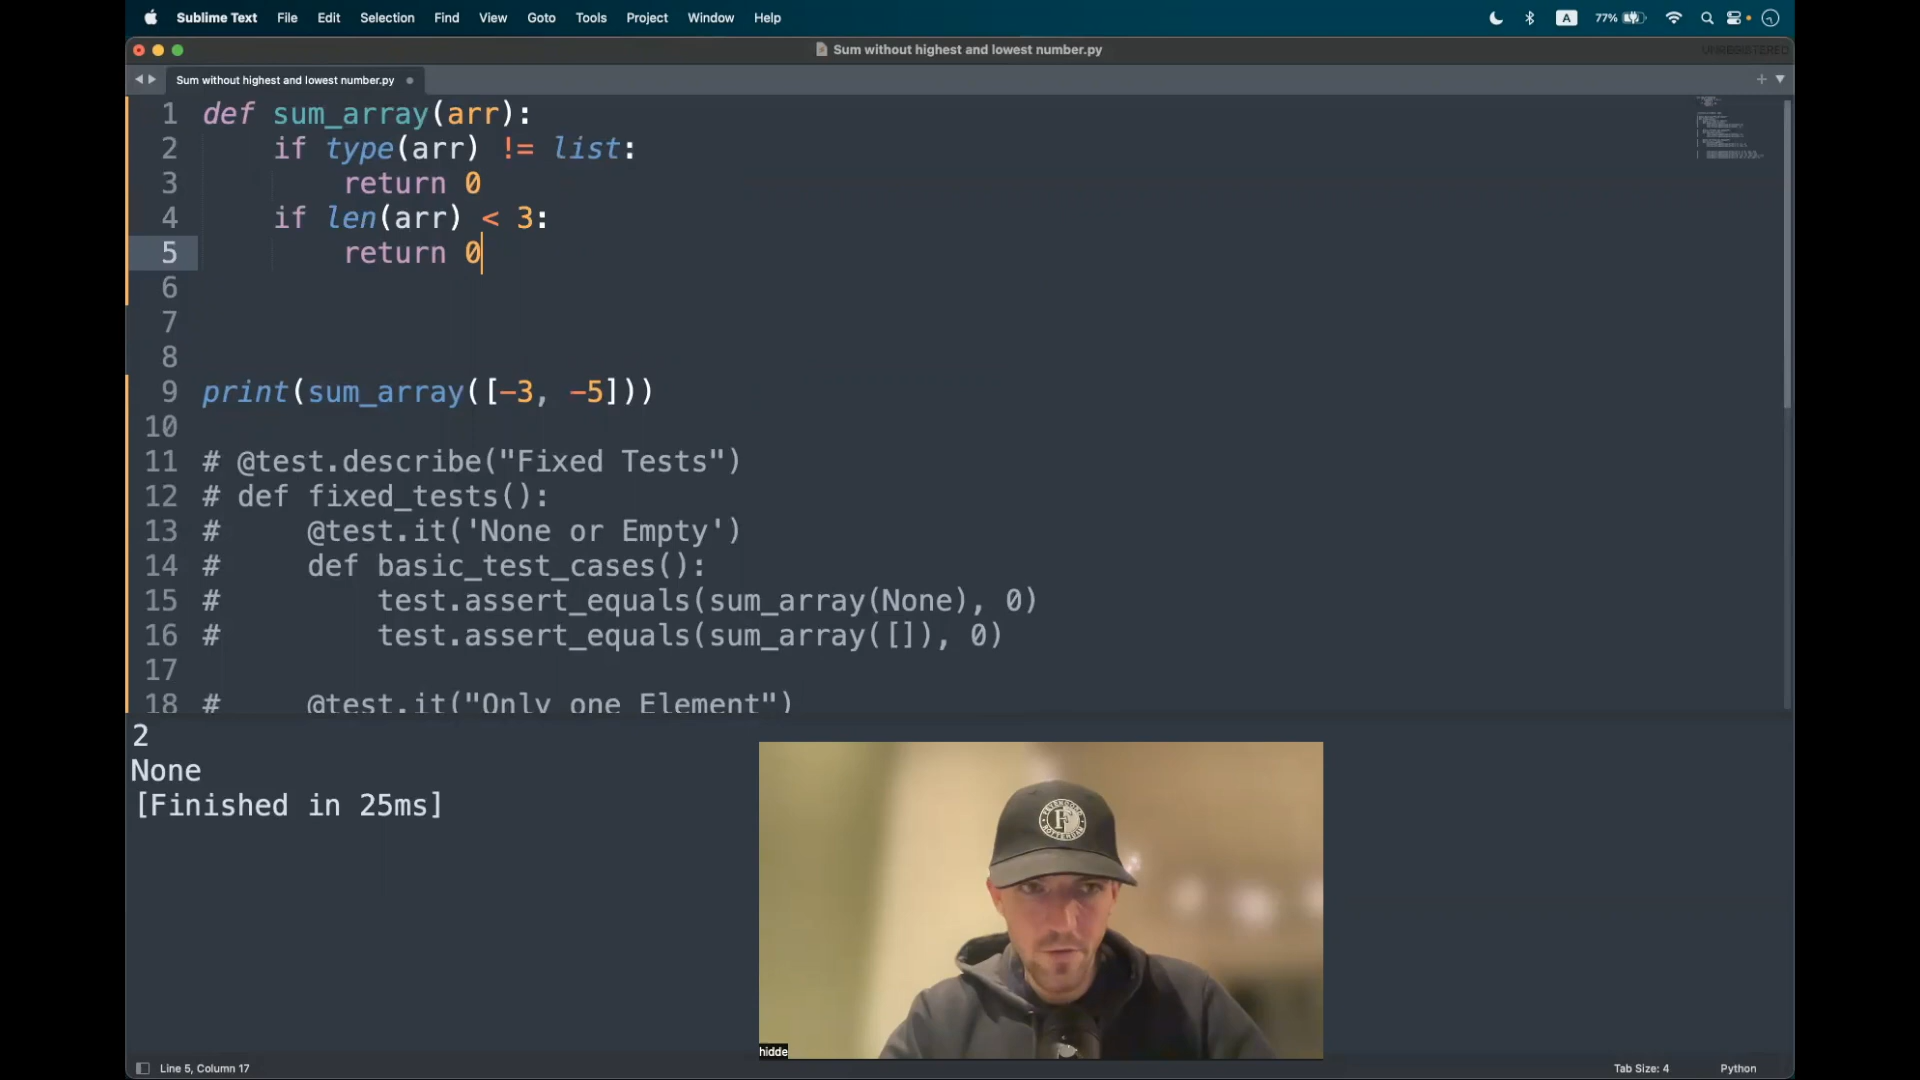 Sublime Text File Edit Selection Find View Goto Tools Project Window Help A 77%
Sum without highest and lowest number.py UNREGISTERED
Sum without highest and lowest number.py
1 def sum_array(arr):
2 if type(arr) != list:
3 return 0
4 if len(arr) < 3:
5 return 0
6
7
8
9 print(sum_array([-3, -5]))
10
11 # @test.describe("Fixed Tests")
12 # def fixed_tests():
13 # @test.it('None or Empty')
14 # def basic_test_cases():
15 # test.assert_equals(sum_array(None), 0)
16 # test.assert_equals(sum_array([]), 0)
17
18 # @test.it("Only one Element")
2
None
[Finished in 25ms]
hidde
Line 5, Column 17 Tab Size: 4 Python